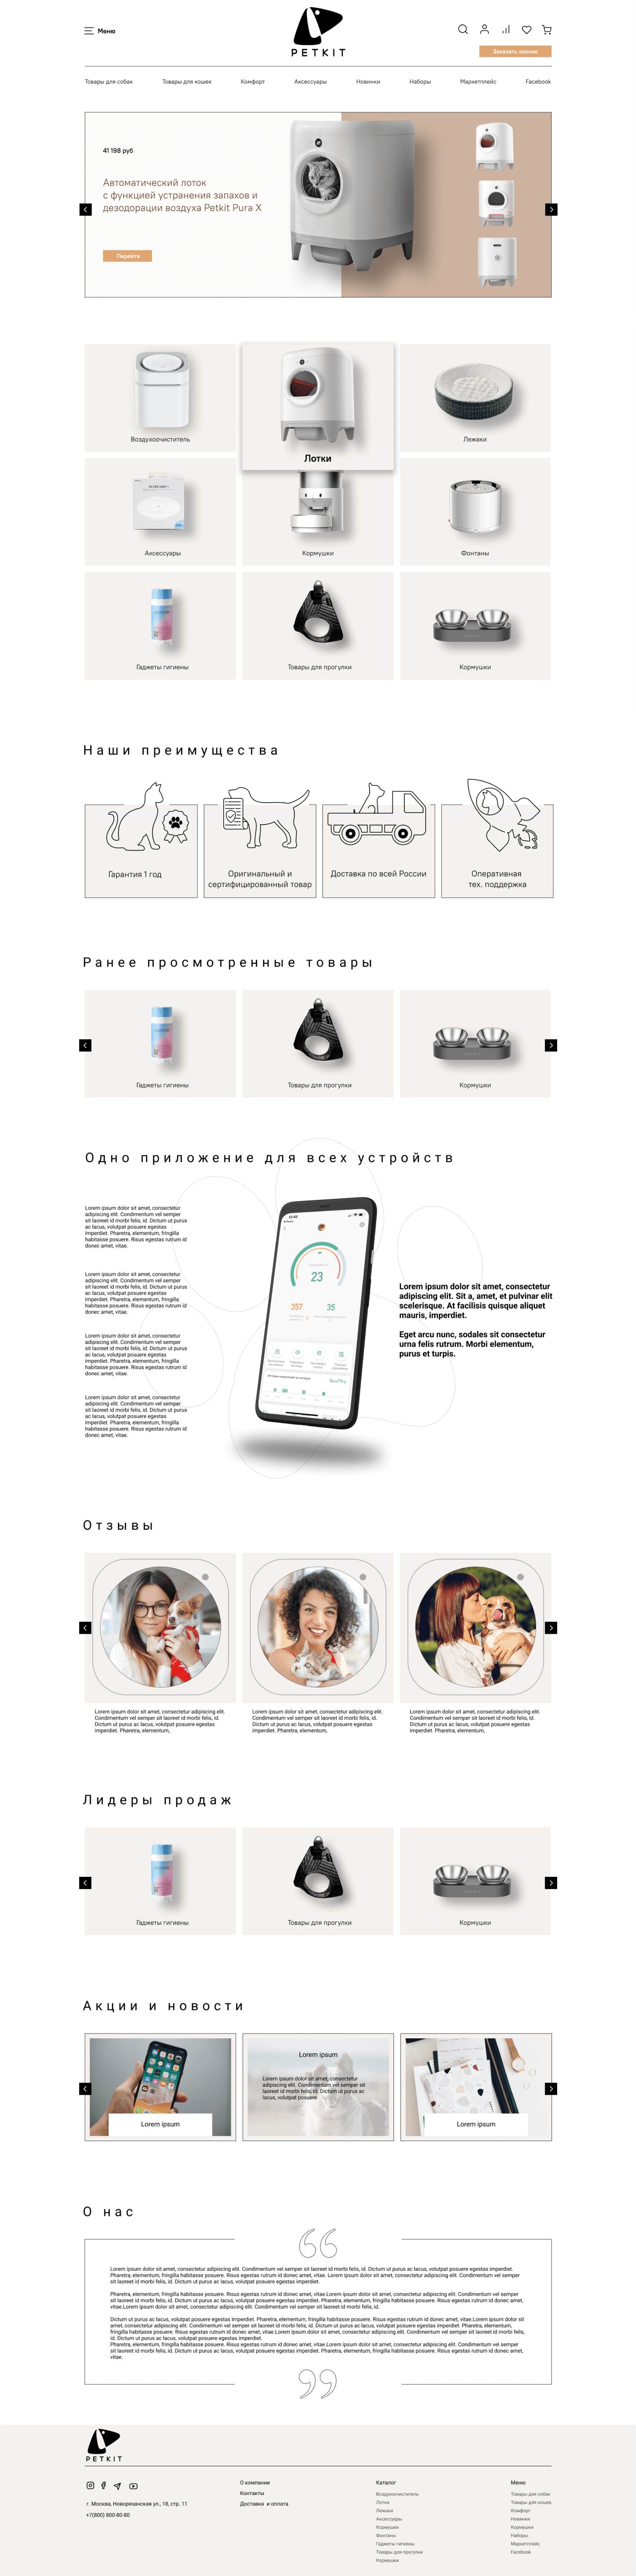 Меню
PETKIT
Заказать звонок
Товары для собак
Товары для кошек
Комфорт
Аксессуары
Новинки
Наборы
Маркетплейс
Facebook
41 198 руб
Автоматический лоток
с функцией устранения запахов и
дезодорации воздуха Petkit Pura X
Перейти
Воздухоочиститель
Лотки
Лежаки
Аксессуары
Кормушки
Фонтаны
Гаджеты гигиены
Товары для прогулки
Кормушки
Наши преимущества
Гарантия 1 год
Оригинальный и
сертифицированный товар
Доставка по всей России
Оперативная
тех. поддержка
Ранее просмотренные товары
Гаджеты гигиены
Товары для прогулки
Кормушки
Одно приложение для всех устройств
Lorem ipsum dolor sit amet, consectetur
adipiscing elit. Condimentum vel semper
sit laoreet id morbi felis, id. Dictum ut purus
ac lacus, volutpat posuere egestas
imperdiet. Pharetra, elementum, fringilla
habitasse posuere. Risus egestas rutrum id
donec amet, vitae.
Lorem ipsum dolor sit amet, consectetur
adipiscing elit. Condimentum vel semper
sit laoreet id morbi felis, id. Dictum ut purus
ac lacus, volutpat posuere egestas
imperdiet. Pharetra, elementum, fringilla
habitasse posuere. Risus egestas rutrum id
donec amet, vitae.
Lorem ipsum dolor sit amet, consectetur
adipiscing elit. Condimentum vel semper
sit laoreet id morbi felis, id. Dictum ut purus
ac lacus, volutpat posuere egestas
imperdiet. Pharetra, elementum, fringilla
habitasse posuere. Risus egestas rutrum id
donec amet, vitae.
Lorem ipsum dolor sit amet, consectetur
adipiscing elit. Condimentum vel semper
sit laoreet id morbi felis, id. Dictum ut purus
ac lacus, volutpat posuere egestas
imperdiet. Pharetra, elementum, fringilla
habitasse posuere. Risus egestas rutrum id
donec amet, vitae.
23
357
35
Lorem ipsum dolor sit amet, consectetur
adipiscing elit. Sit a, amet, et pulvinar elit
scelerisque. At facilisis quisque aliquet
mauris, imperdiet.
Eget arcu nunc, sodales sit consectetur
urna felis rutrum. Morbi elementum,
purus et turpis.
Отзывы
Lorem ipsum dolor sit amet, consectetur adipiscing elit.
Condimentum vel semper sit laoreet id morbi felis, id.
Dictum ut purus ac lacus, volutpat posuere egestas
imperdiet. Pharetra, elementum,
Lorem ipsum dolor sit amet, consectetur adipiscing elit.
Condimentum vel semper sit laoreet id morbi felis, id.
Dictum ut purus ac lacus, volutpat posuere egestas
imperdiet. Pharetra, elementum,
Lorem ipsum dolor sit amet, consectetur adipiscing elit.
Condimentum vel semper sit laoreet id morbi felis, id.
Dictum ut purus ac lacus, volutpat posuere egestas
imperdiet. Pharetra, elementum,
Лидеры продаж
Гаджеты гигиены
Товары для прогулки
Кормушки
Акции и новости
Lorem ipsum
Lorem ipsum
Lorem ipsum dolor sit amet, consectetur
adipiscing elit. Condimentum vel semper sit
laoreet id morbi felis, id. Dictum ut purus ac
lacus, volutpat posuere
Lorem ipsum
О нас
Lorem ipsum dolor sit amet, consectetur adipiscing elit. Condimentum vel semper sit laoreet id morbi felis, id. Dictum ut purus ac lacus, volutpat posuere egestas imperdiet.
Pharetra, elementum, fringilla habitasse posuere. Risus egestas rutrum id donec amet, vitae. Lorem ipsum dolor sit amet, consectetur adipiscing elit. Condimentum vel semper
sit laoreet id morbi felis, id. Dictum ut purus ac lacus, volutpat posuere egestas imperdiet.
Pharetra, elementum, fringilla habitasse posuere. Risus egestas rutrum id donec amet, vitae.Lorem ipsum dolor sit amet, consectetur adipiscing elit. Condimentum vel semper
sit laoreet id morbi felis, id. Dictum ut purus ac lacus, volutpat posuere egestas imperdiet. Pharetra, elementum, fringilla habitasse posuere. Risus egestas rutrum id donec amet,
vitae.Lorem ipsum dolor sit amet, consectetur adipiscing elit. Condimentum vel semper sit laoreet id morbi felis, id.
Dictum ut purus ac lacus, volutpat posuere egestas imperdiet. Pharetra, elementum, fringilla habitasse posuere. Risus egestas rutrum id donec amet, vitae.Lorem ipsum dolor sit
amet, consectetur adipiscing elit. Condimentum vel semper sit laoreet id morbi felis, id. Dictum ut purus ac lacus, volutpat posuere egestas imperdiet. Pharetra, elementum,
fringilla habitasse posuere. Risus egestas rutrum id donec amet, vitae.Lorem ipsum dolor sit amet, consectetur adipiscing elit. Condimentum vel semper sit laoreet id morbi felis,
id. Dictum ut purus ac lacus, volutpat posuere egestas imperdiet.
Pharetra, elementum, fringilla habitasse posuere. Risus egestas rutrum id donec amet, vitae.Lorem ipsum dolor sit amet, consectetur adipiscing elit. Condimentum vel semper
sit laoreet id morbi felis, id. Dictum ut purus ac lacus, volutpat posuere egestas imperdiet. Pharetra, elementum, fringilla habitasse posuere. Risus egestas rutrum id donec amet,
vitae.
PETKIT
г. Москва, Новорязанская ул., 18, стр. 11
+7(800) 800-80-80
О компании
Контакты
Доставка и оплата
Каталог
Воздухоочиститель
Лотки
Лежаки
Аксессуары
Кормушки
Фонтаны
Гаджеты гигиены
Товары для прогулки
Кормушки
Меню
Товары для собак
Товары для кошек
Комфорт
Новинки
Кормушки
Наборы
Маркетплейс
Facebook